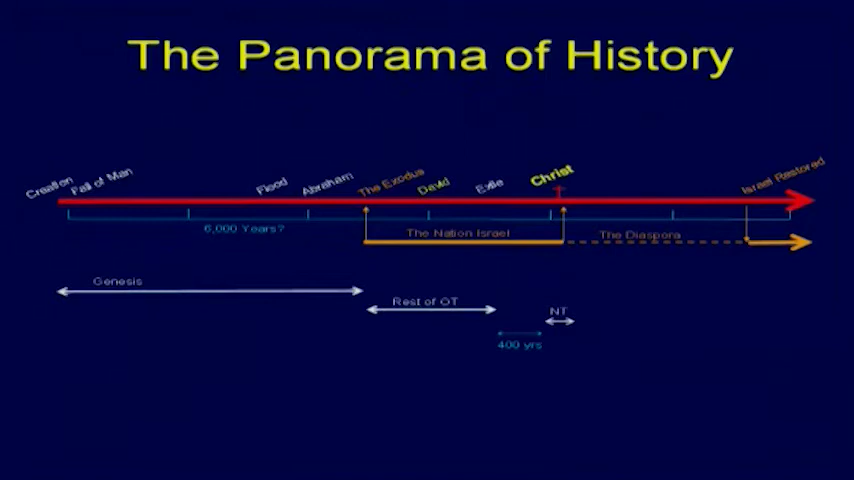 The Panorama of History
Creation
Fall of Man
Flood
Abraham
The Exodus
David
Exile
Christ
Israel Restored
6,000 Years?
The Nation Israel
The Diaspora
Genesis
Rest of OT
NT
400 yrs